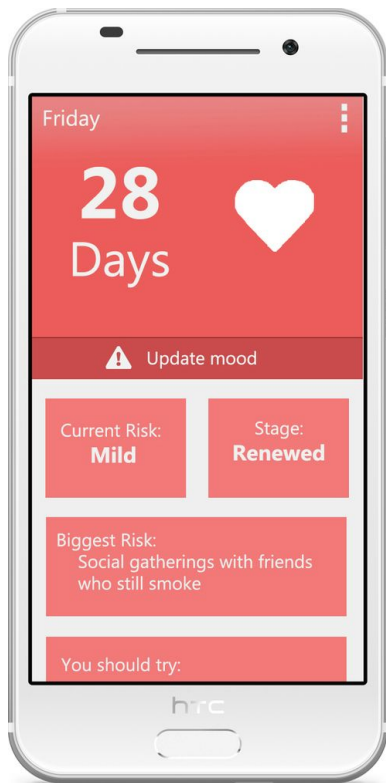 Friday
28
Days
Update mood
Current Risk:
Mild
Stage:
Renewed
Biggest Risk:
Social gatherings with friends
who still smoke
You should try:
hTC